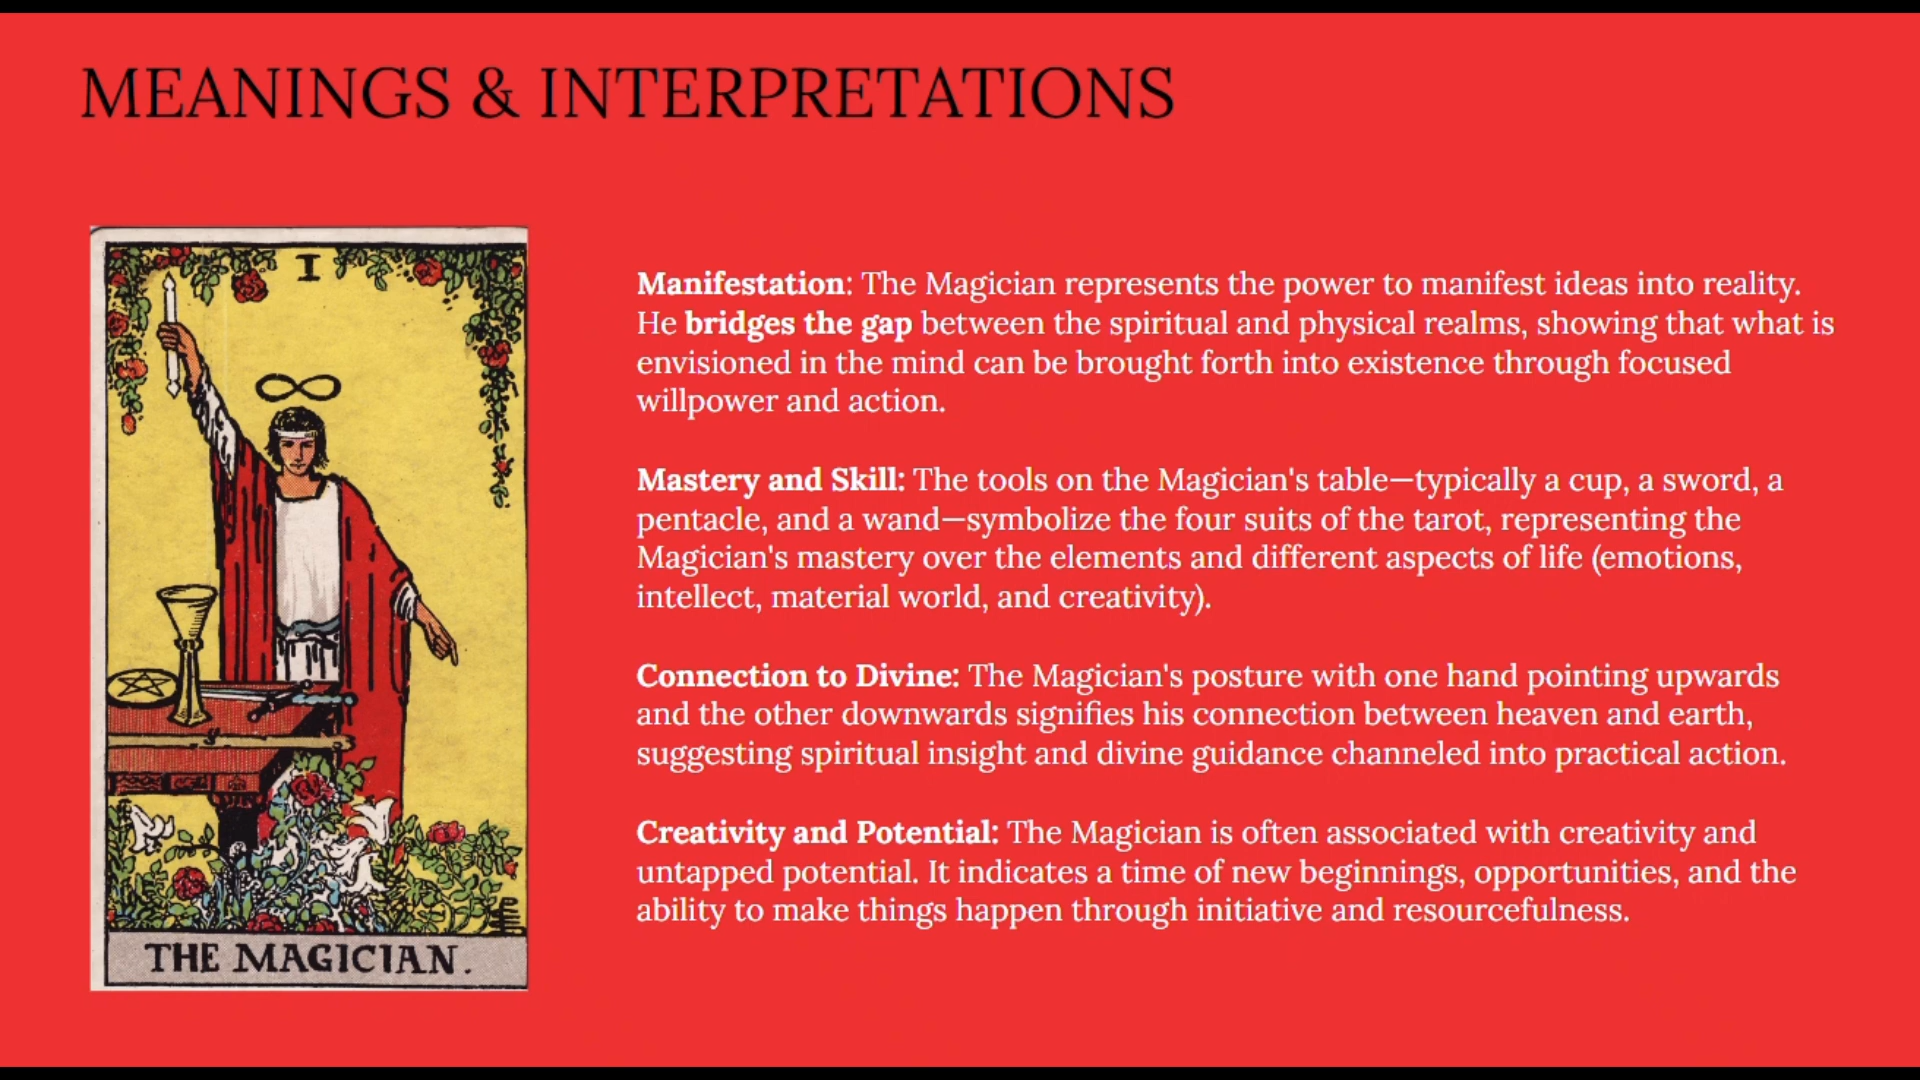 MEANINGS & INTERPRETATIONS
I
THE MAGICIAN.
Manifestation: The Magician represents the power to manifest ideas into reality.
He bridges the gap between the spiritual and physical realms, showing that what is
envisioned in the mind can be brought forth into existence through focused
willpower and action.
Mastery and Skill: The tools on the Magician's table—typically a cup, a sword, a
pentacle, and a wand—symbolize the four suits of the tarot, representing the
Magician's mastery over the elements and different aspects of life (emotions,
intellect, material world, and creativity).
Connection to Divine: The Magician's posture with one hand pointing upwards
and the other downwards signifies his connection between heaven and earth,
suggesting spiritual insight and divine guidance channeled into practical action.
Creativity and Potential: The Magician is often associated with creativity and
untapped potential. It indicates a time of new beginnings, opportunities, and the
ability to make things happen through initiative and resourcefulness.